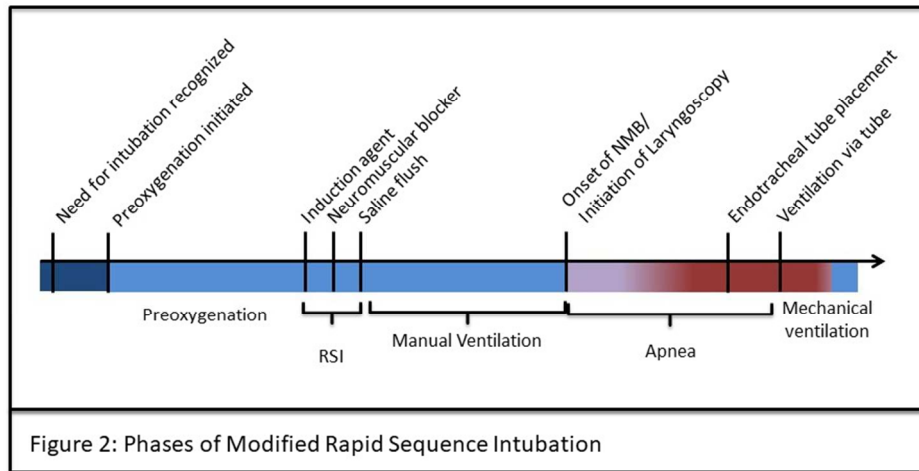 Need for intubation recognized
Preoxygenation initiated
Induction agent
Neuromuscular blocker
Saline flush
Onset of NMB/
Initiation of Laryngoscopy
Endotracheal tube placement
Ventilation via tube
Preoxygenation
RSI
Manual Ventilation
Apnea
Mechanical
ventilation
Figure 2: Phases of Modified Rapid Sequence Intubation